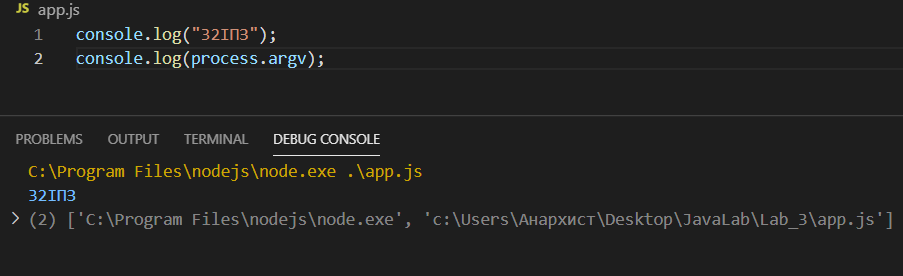 JS app.js
1 console.log("32ІПЗ");
2 console.log(process.argv);
PROBLEMS OUTPUT TERMINAL DEBUG CONSOLE
C:\Program Files\nodejs\node.exe .\app.js
32ІПЗ
> (2) ['C:\Program Files\nodejs\node.exe', 'c:\Users\Анархист\Desktop\JavaLab\Lab_3\app.js']